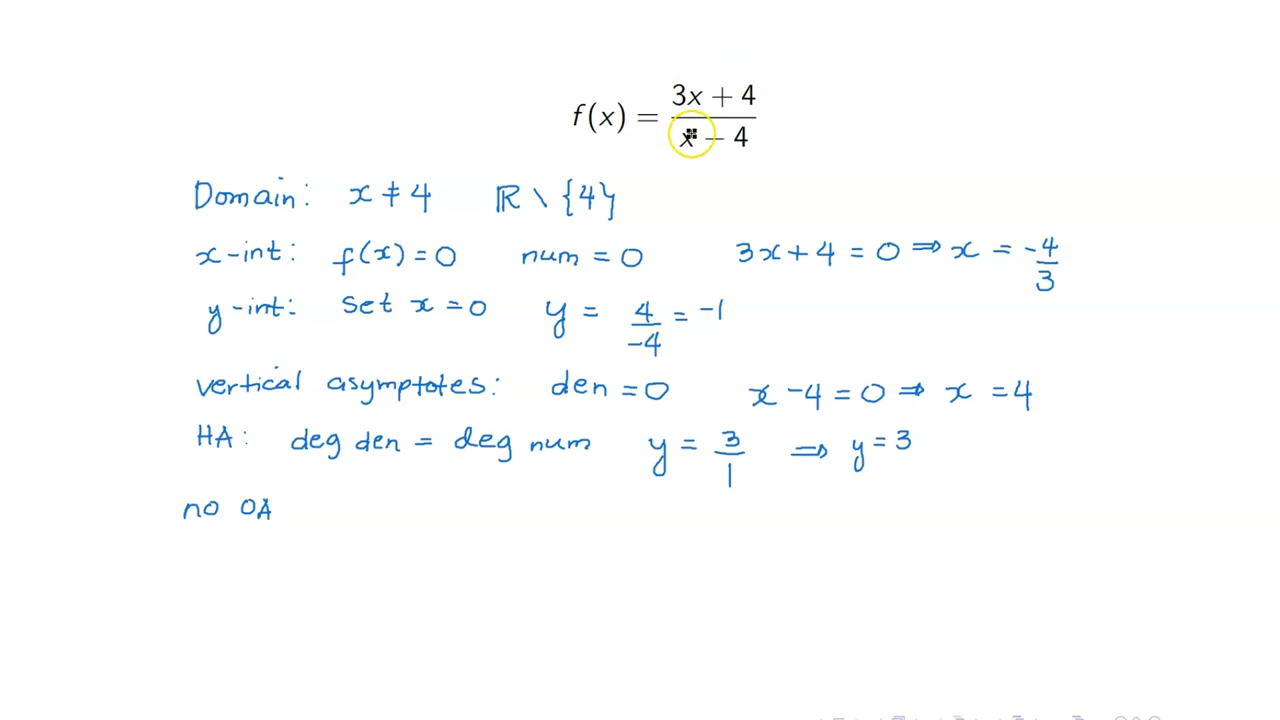 f(x) = (3x + 4)/(x − 4)
Domain: x ≠ 4 ℝ \ {4}
x-int: f(x) = 0 num = 0 3x + 4 = 0 ⇒ x = -4/3
y-int: set x = 0 y = 4/-4 = -1
vertical asymptotes: den = 0 x - 4 = 0 ⇒ x = 4
HA: deg den = deg num y = 3/1 ⇒ y = 3
no OA